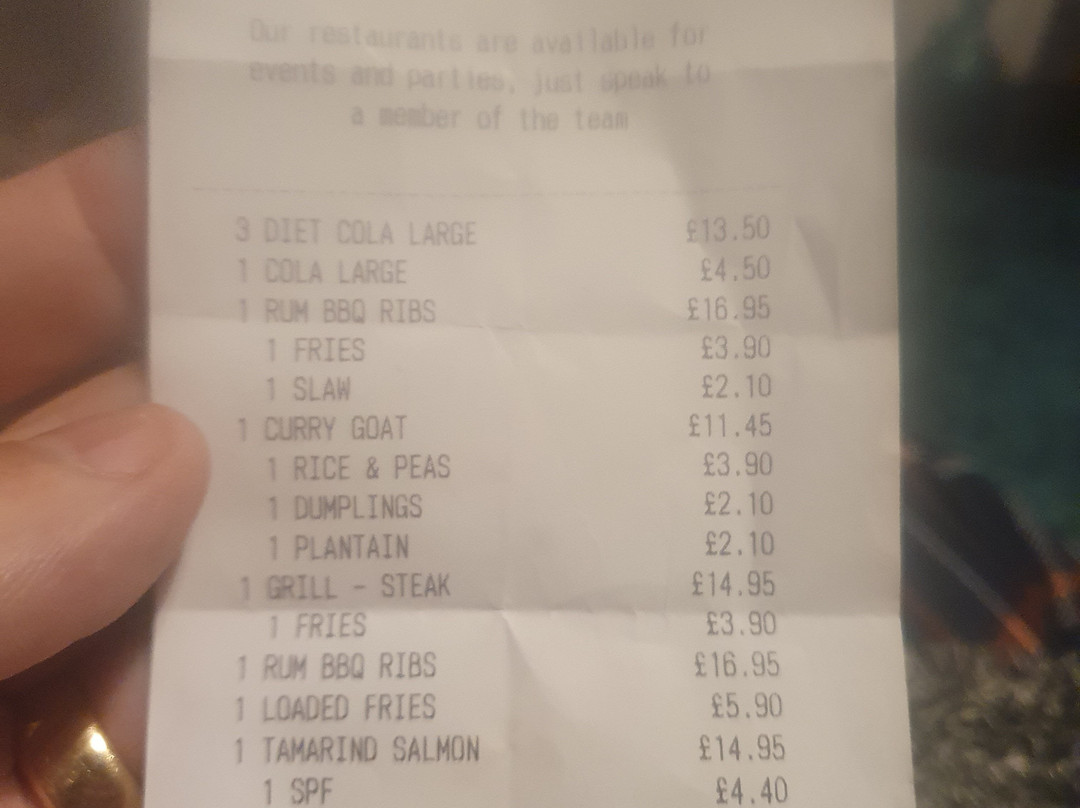 Our restaurants are available for
events and parties, just speak to
a member of the team
3 DIET COLA LARGE £13.50
1 COLA LARGE £4.50
1 RUM BBQ RIBS £16.95
1 FRIES £3.90
1 SLAW £2.10
1 CURRY GOAT £11.45
1 RICE & PEAS £3.90
1 DUMPLINGS £2.10
1 PLANTAIN £2.10
1 GRILL - STEAK £14.95
1 FRIES £3.90
1 RUM BBQ RIBS £16.95
1 LOADED FRIES £5.90
1 TAMARIND SALMON £14.95
1 SPF £4.40